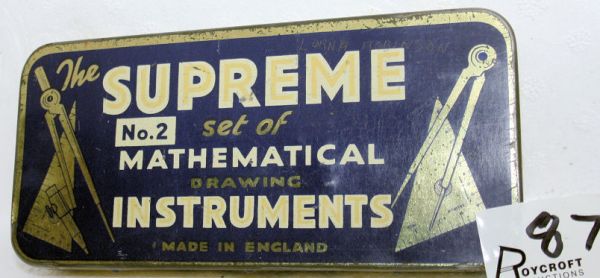 The
SUPREME
No.2 set of
MATHEMATICAL
DRAWING
INSTRUMENTS
MADE IN ENGLAND
87
ROYCROFT